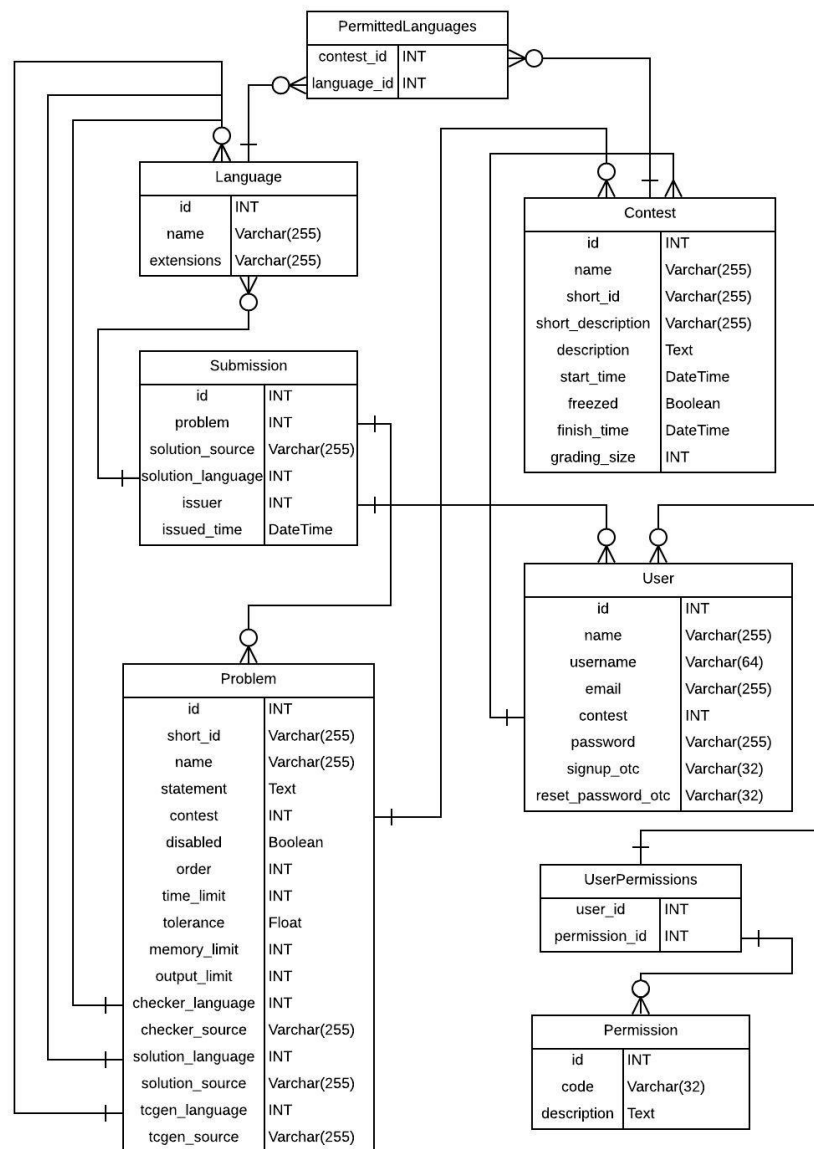 PermittedLanguages
contest_id INT
language_id INT
Language
id INT
name Varchar(255)
extensions Varchar(255)
Contest
id INT
name Varchar(255)
short_id Varchar(255)
short_description Varchar(255)
description Text
start_time DateTime
freezed Boolean
finish_time DateTime
grading_size INT
Submission
id INT
problem INT
solution_source Varchar(255)
solution_language INT
issuer INT
issued_time DateTime
User
id INT
name Varchar(255)
username Varchar(64)
email Varchar(255)
contest INT
password Varchar(255)
signup_otc Varchar(32)
reset_password_otc Varchar(32)
Problem
id INT
short_id Varchar(255)
name Varchar(255)
statement Text
contest INT
disabled Boolean
order INT
time_limit INT
tolerance Float
memory_limit INT
output_limit INT
checker_language INT
checker_source Varchar(255)
solution_language INT
solution_source Varchar(255)
tcgen_language INT
tcgen_source Varchar(255)
UserPermissions
user_id INT
permission_id INT
Permission
id INT
code Varchar(32)
description Text